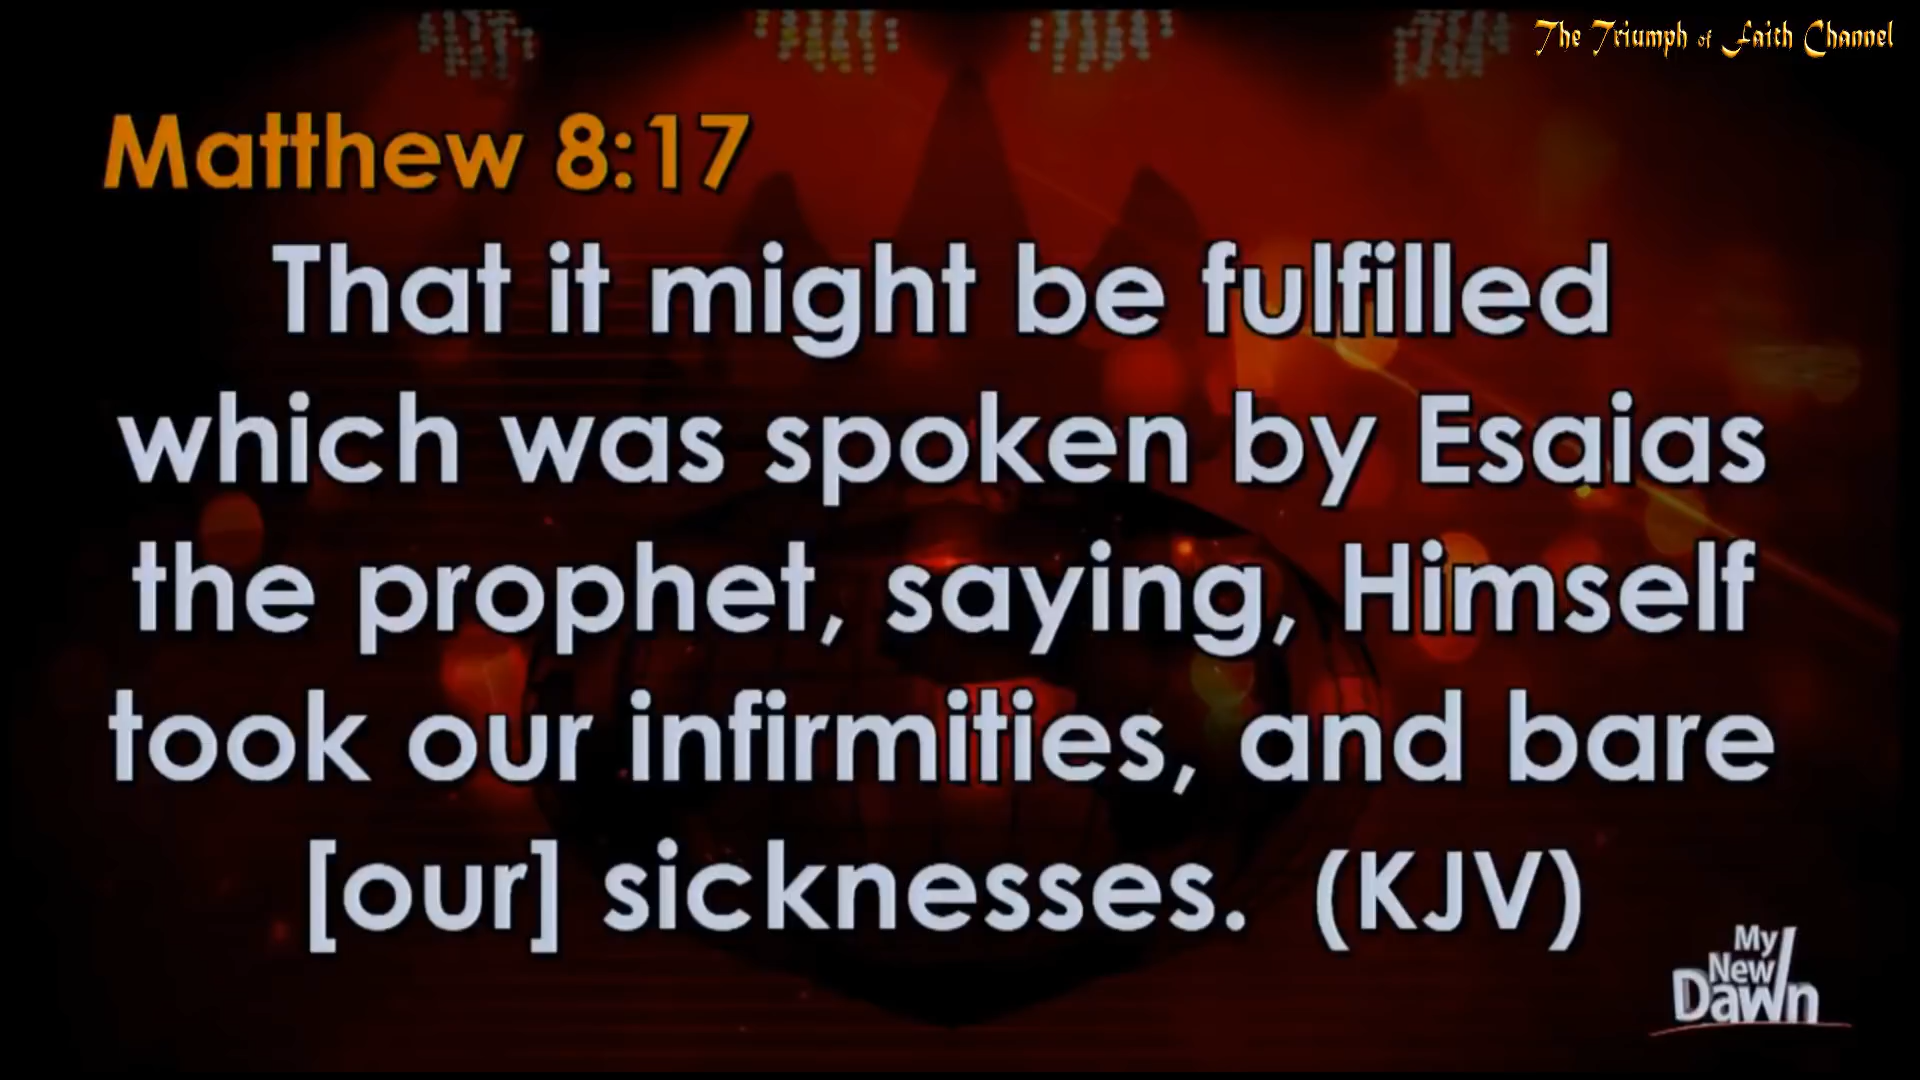 The Triumph of Faith Channel
Matthew 8:17
That it might be fulfilled
which was spoken by Esaias
the prophet, saying, Himself
took our infirmities, and bare
[our] sicknesses. (KJV)
My
New
Dawn